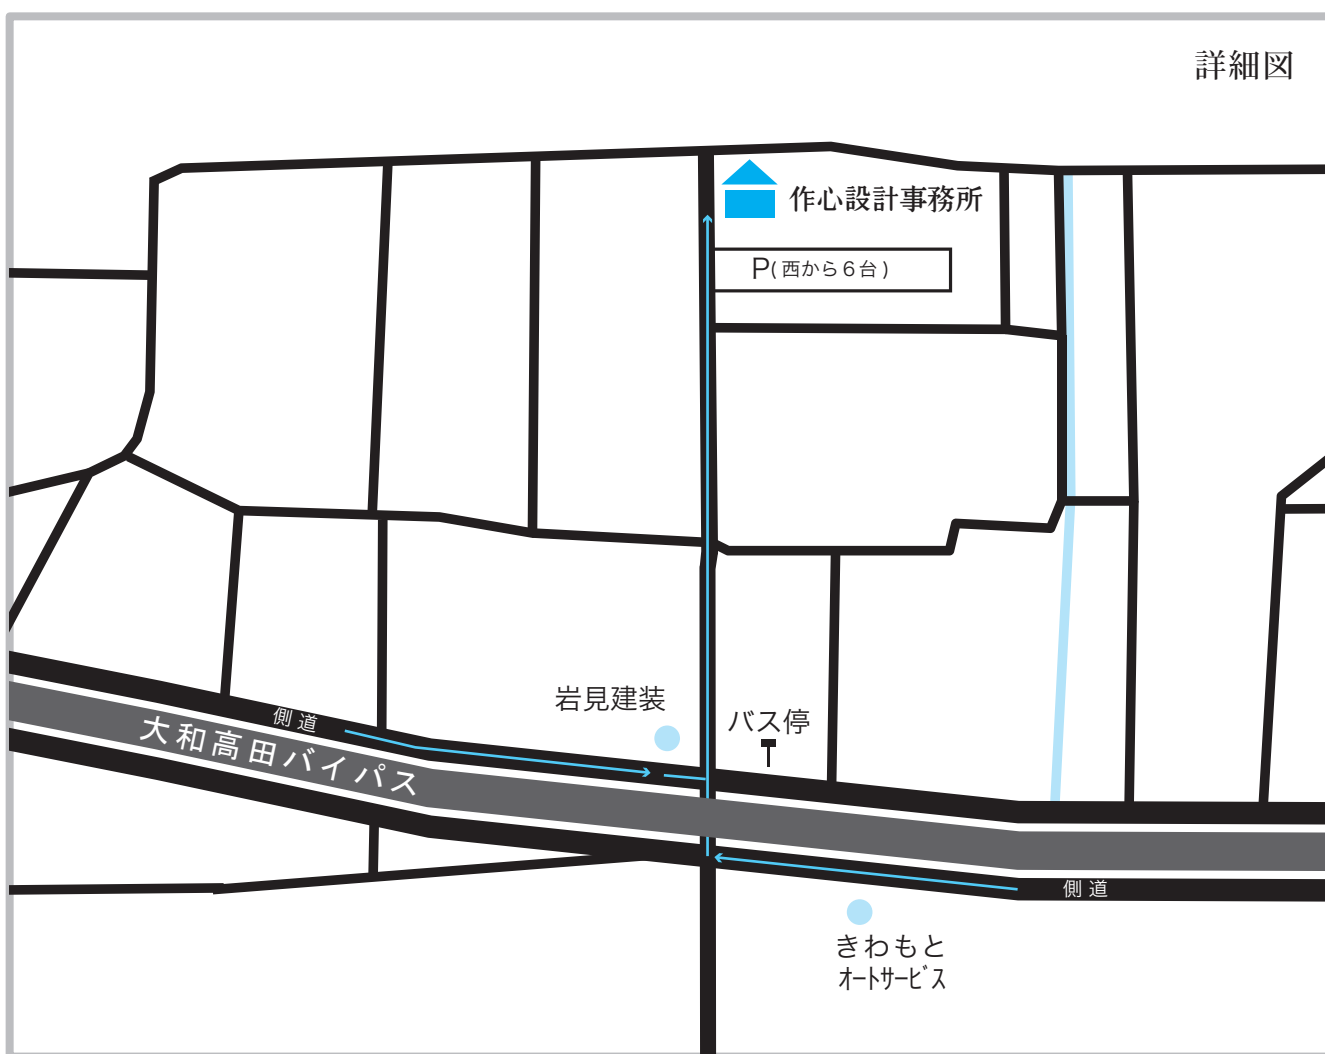 詳細図
作心設計事務所
P(西から6台)
岩見建装
バス停
側道
大和高田バイパス
側道
きわもと
オートサービス